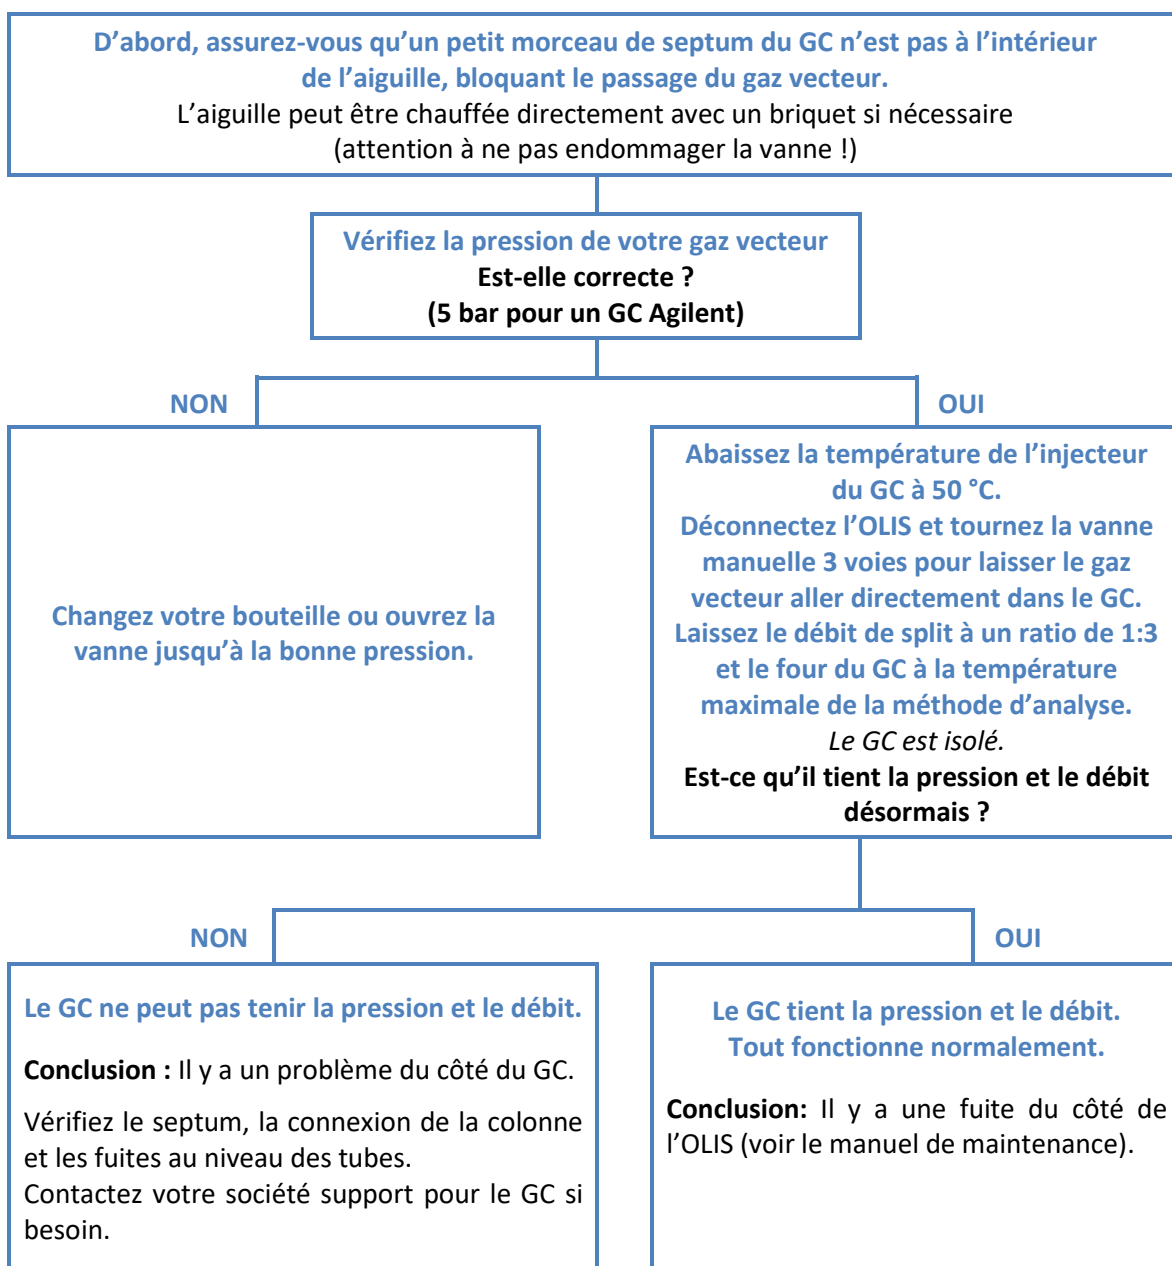 D’abord, assurez-vous qu’un petit morceau de septum du GC n’est pas à l’intérieur
de l’aiguille, bloquant le passage du gaz vecteur.
L’aiguille peut être chauffée directement avec un briquet si nécessaire
(attention à ne pas endommager la vanne !)
Vérifiez la pression de votre gaz vecteur
Est-elle correcte ?
(5 bar pour un GC Agilent)
NON
OUI
Changez votre bouteille ou ouvrez la
vanne jusqu’à la bonne pression.
Abaissez la température de l’injecteur
du GC à 50 °C.
Déconnectez l’OLIS et tournez la vanne
manuelle 3 voies pour laisser le gaz
vecteur aller directement dans le GC.
Laissez le débit de split à un ratio de 1:3
et le four du GC à la température
maximale de la méthode d’analyse.
Le GC est isolé.
Est-ce qu’il tient la pression et le débit
désormais ?
NON
OUI
Le GC ne peut pas tenir la pression et le débit.
Conclusion : Il y a un problème du côté du GC.
Vérifiez le septum, la connexion de la colonne
et les fuites au niveau des tubes.
Contactez votre société support pour le GC si
besoin.
Le GC tient la pression et le débit.
Tout fonctionne normalement.
Conclusion: Il y a une fuite du côté de
l’OLIS (voir le manuel de maintenance).